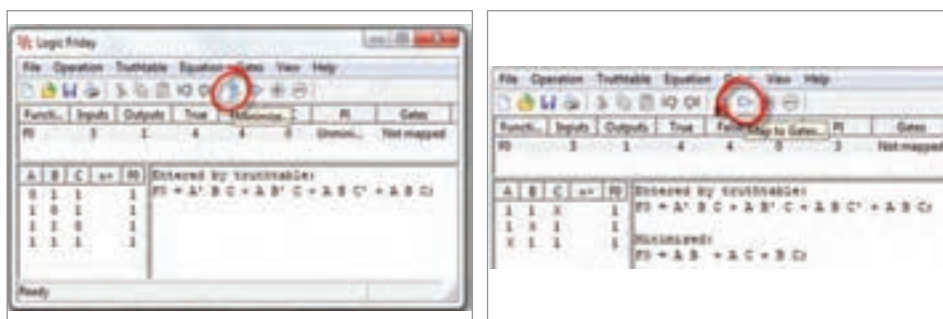 Logic Friday
File Operation Truthtable Equation Gates View Help
Functi... Inputs Outputs True Minimize... PI Gates
F0 3 1 4 4 0 Unmini... Not mapped
A B C => F0
0 1 1 1
1 0 1 1
1 1 0 1
1 1 1 1
Entered by truthtable:
F0 = A' B C + A B' C + A B C' + A B C;
Ready
File Operation Truthtable Equation View Help
Functi... Inputs Outputs True Map to Gates... PI Gates
F0 3 1 4 4 0 3 Not mapped
A B C => F0
1 1 X 1
1 X 1 1
X 1 1 1
Entered by truthtable:
F0 = A' B C + A B' C + A B C' + A B C;
Minimized:
F0 = A B + A C + B C;